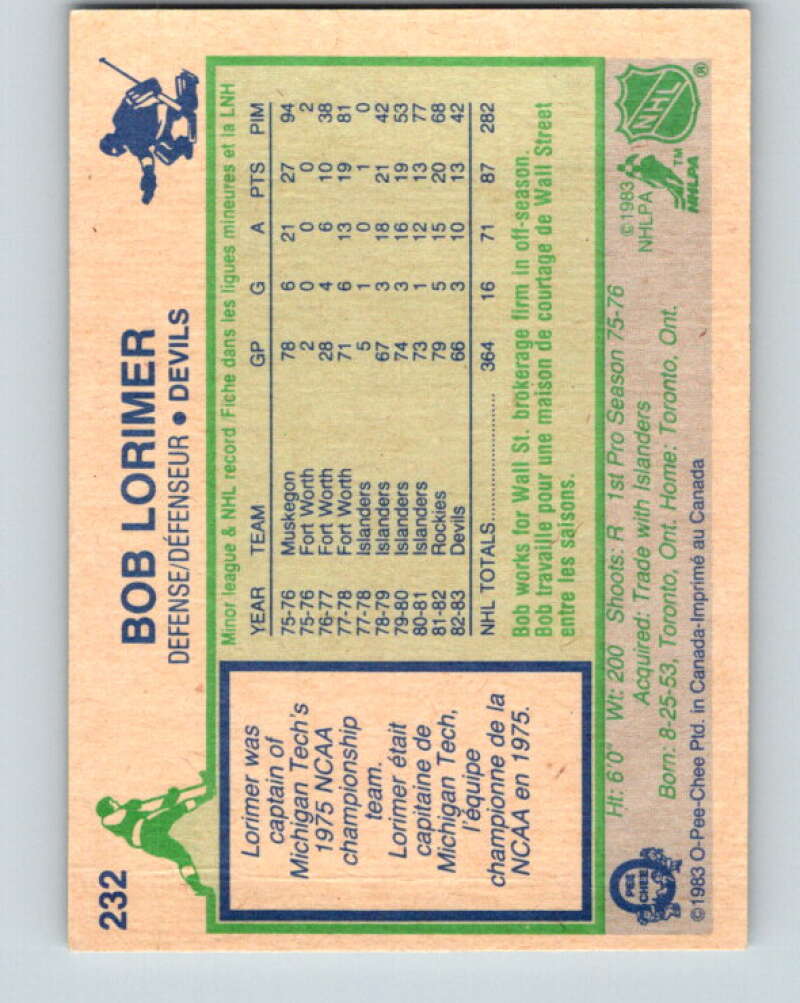 232
BOB LORIMER
DEFENSE/DÉFENSEUR • DEVILS
Lorimer was
captain of
Michigan Tech's
1975 NCAA
championship
team.
Lorimer était
capitaine de
Michigan Tech,
l'équipe
championne de la
NCAA en 1975.
Minor league & NHL record Fiche dans les ligues mineures et la LNH
YEAR TEAM GP G A PTS PIM
75-76 Muskegon 78 6 21 27 94
75-76 Fort Worth 2 0 0 0 2
76-77 Fort Worth 28 4 6 10 38
77-78 Fort Worth 71 6 13 19 81
77-78 Islanders 5 1 0 1 0
78-79 Islanders 67 3 18 21 42
79-80 Islanders 74 3 16 19 53
80-81 Islanders 73 1 12 13 77
81-82 Rockies 79 5 15 20 68
82-83 Devils 66 3 10 13 42
NHL TOTALS.................... 364 16 71 87 282
Bob works for Wall St. brokerage firm in off-season.
Bob travaille pour une maison de courtage de Wall Street
entre les saisons.
Ht: 6'0" Wt: 200 Shoots: R 1st Pro Season 75-76
Acquired: Trade with Islanders
Born: 8-25-53, Toronto, Ont. Home: Toronto, Ont.
©1983 O-Pee-Chee Ptd. in Canada-Imprimé au Canada
PEE
CHEE
©1983
NHLPA
NHLPA
TM
NHL
®